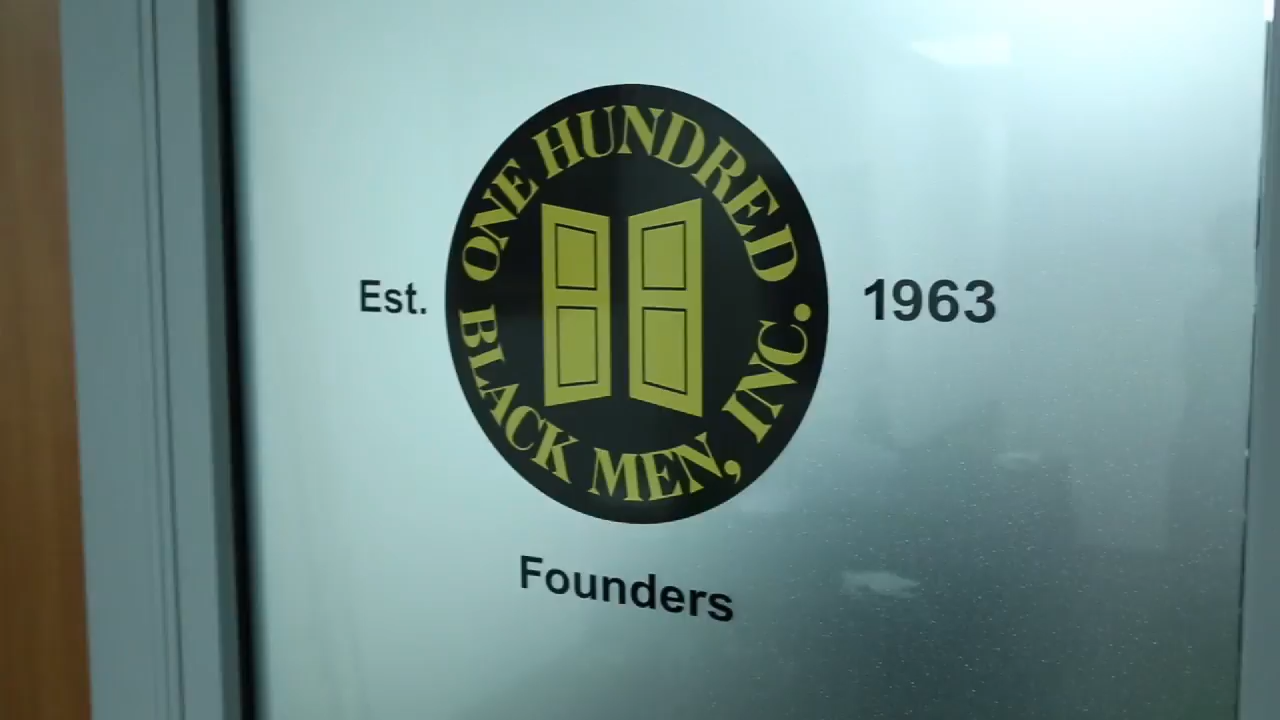 ONE HUNDRED
BLACK MEN, INC.
Est.
1963
Founders